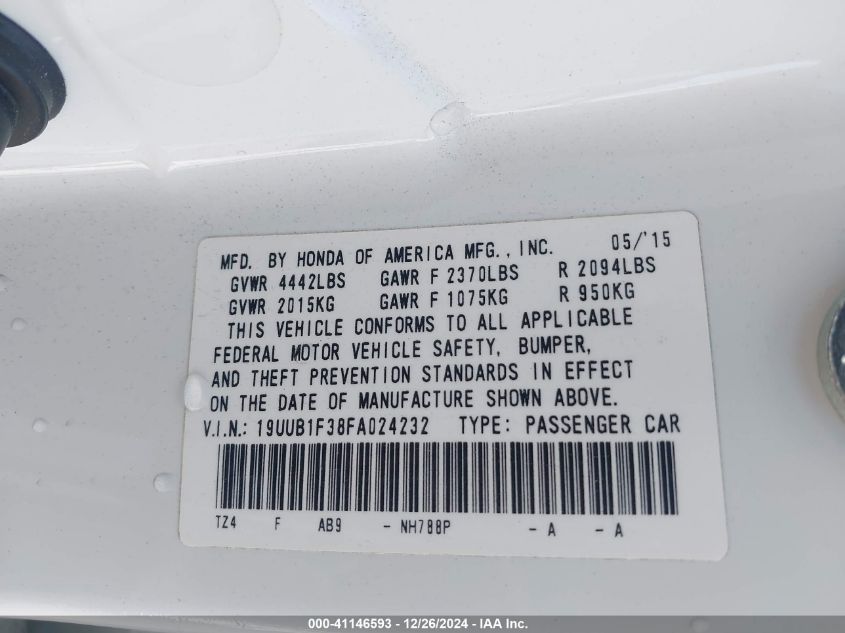 MFD. BY HONDA OF AMERICA MFG., INC. 05/'15
GVWR 4442LBS GAWR F 2370LBS R 2094LBS
GVWR 2015KG GAWR F 1075KG R 950KG
THIS VEHICLE CONFORMS TO ALL APPLICABLE
FEDERAL MOTOR VEHICLE SAFETY, BUMPER,
AND THEFT PREVENTION STANDARDS IN EFFECT
ON THE DATE OF MANUFACTURE SHOWN ABOVE.
V.I.N.: 19UUB1F38FA024232 TYPE: PASSENGER CAR
TZ4 F AB9 - NH788P - A - A
000-41146593 - 12/26/2024 - IAA Inc.